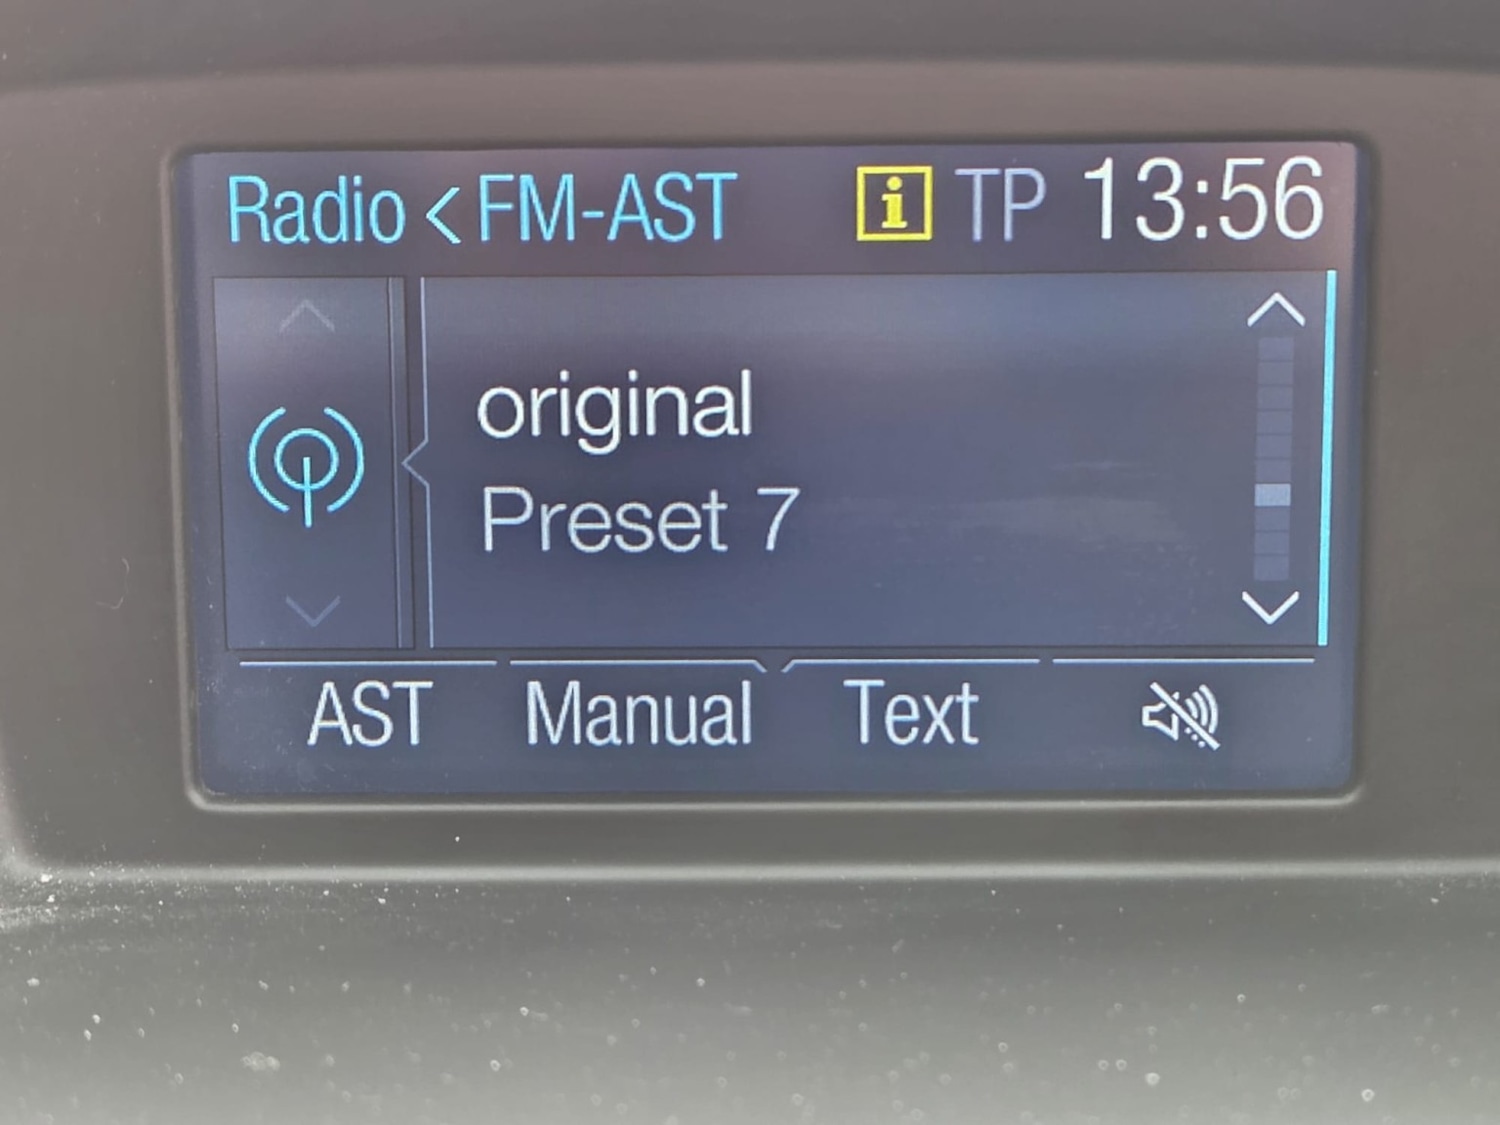 Radio < FM-AST i TP 13:56
original
Preset 7
AST Manual Text